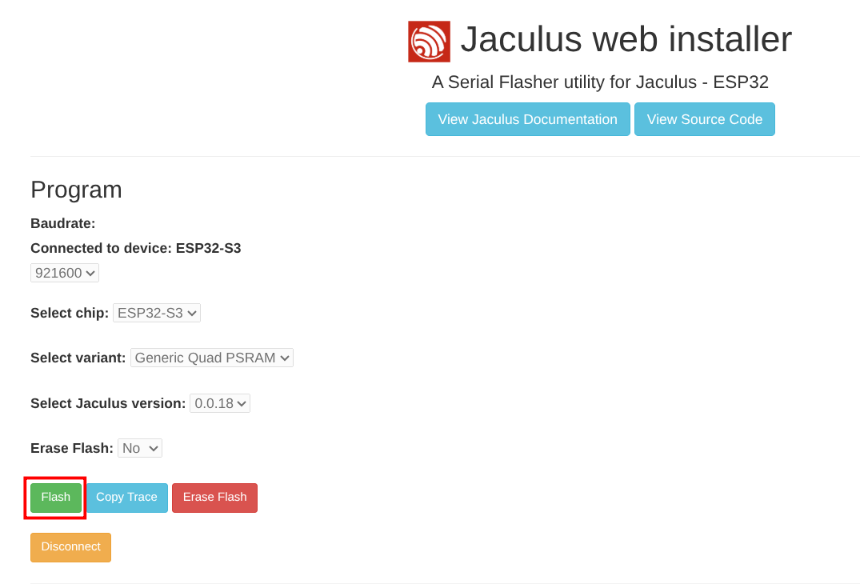 Jaculus web installer
A Serial Flasher utility for Jaculus - ESP32
View Jaculus Documentation View Source Code
Program
Baudrate:
Connected to device: ESP32-S3
921600
Select chip: ESP32-S3
Select variant: Generic Quad PSRAM
Select Jaculus version: 0.0.18
Erase Flash: No
Flash Copy Trace Erase Flash
Disconnect